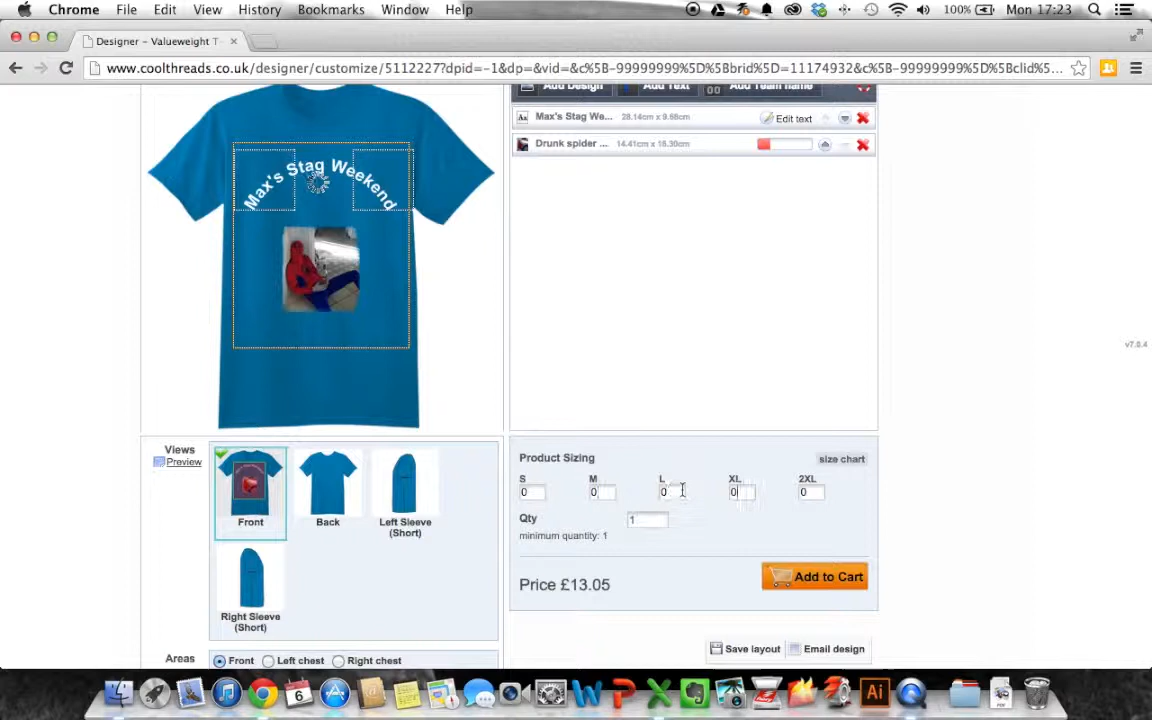 Chrome File Edit View History Bookmarks Window Help 100% Mon 17:23
Designer – Valueweight T
www.coolthreads.co.uk/designer/customize/5112227?dpid=-1&dp=&vid=&c%5B-99999999%5D%5Bbrid%5D=11174932&c%5B-99999999%5D%5Bclid%5...
Add Design Add Text 00 Add Team name
Aa Max's Stag We... 28.14cm x 9.68cm Edit text
Drunk spider ... 14.41cm x 16.30cm
Max's Stag Weekend
v7.0.4
Views
Preview
Front
Back
Left Sleeve
(Short)
Right Sleeve
(Short)
Areas Front Left chest Right chest
Product Sizing size chart
S M L XL 2XL
0 0 0 0 0
Qty 1
minimum quantity: 1
Price £13.05 Add to Cart
Save layout Email design
6 W P X Ai